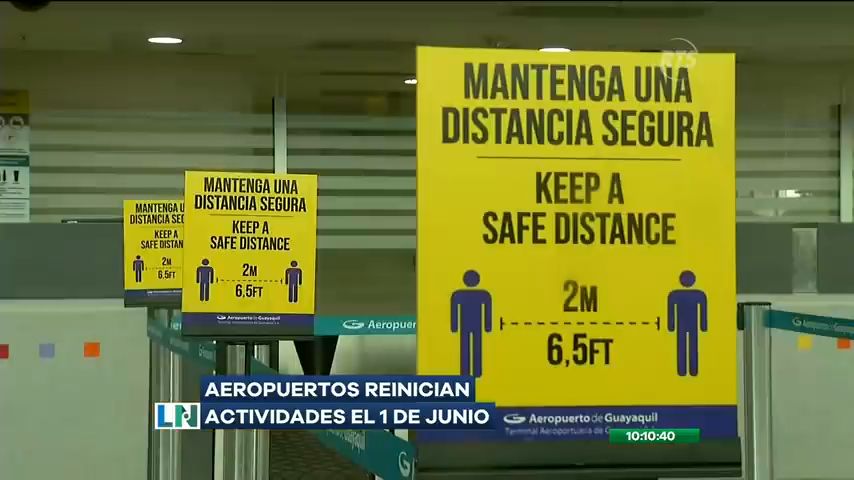 RTS
MANTENGA UNA
DISTANCIA SEGURA
KEEP A
SAFE DISTANCE
2M
6,5FT
Aeropuerto de Guayaquil
MANTENGA UNA
DISTANCIA SEGURA
KEEP A
SAFE DISTANCE
2M
6,5FT
Aeropuerto de Guayaquil
MANTENGA U
DISTANCIA SEG
KEEP A
SAFE DISTAN
2M
6,5FT
Aeropuerto
AEROPUERTOS REINICIAN
LN
ACTIVIDADES EL 1 DE JUNIO
10:10:40